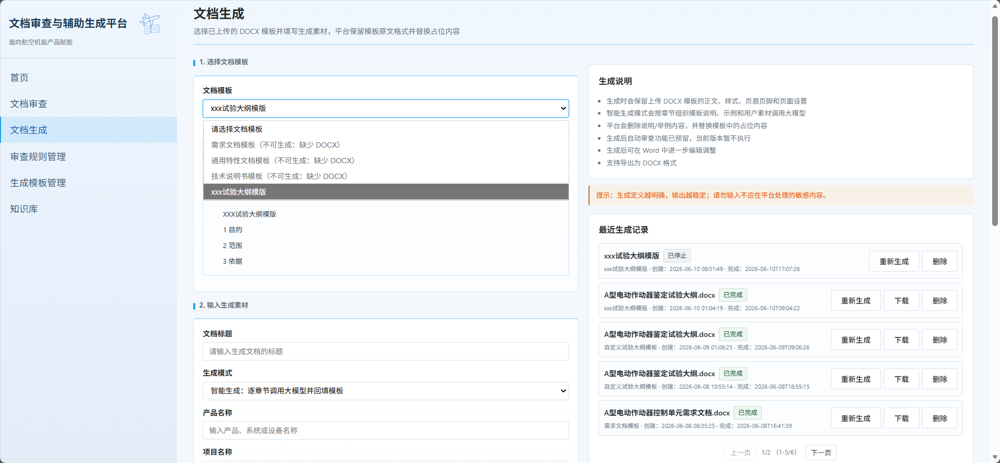 文档审查与辅助生成平台
面向航空机载产品赋能
首页
文档审查
文档生成
审查规则管理
生成模板管理
知识库
文档生成
选择已上传的 DOCX 模板并填写生成素材，平台保留模板原文格式并替换占位内容
1. 选择文档模板
文档模板
xxx试验大纲模版
请选择文档模板
需求文档模板（不可生成：缺少 DOCX）
通用特性文档模板（不可生成：缺少 DOCX）
技术说明书模板（不可生成：缺少 DOCX）
xxx试验大纲模版
XXX试验大纲模版
1 目的
2 范围
3 依据
2. 输入生成素材
文档标题
请输入生成文档的标题
生成模式
智能生成：逐章节调用大模型并回填模板
产品名称
输入产品、系统或设备名称
项目名称
生成说明
生成时会保留上传 DOCX 模板的正文、样式、页眉页脚和页面设置
智能生成模式会按章节组织模板说明、示例和用户素材调用大模型
平台会删除说明/举例内容，并替换模板中的占位内容
生成后自动审查功能已预留，当前版本暂不执行
生成后可在 Word 中进一步编辑调整
支持导出为 DOCX 格式
提示：生成定义越明确，输出越稳定；请勿输入不应在平台处理的敏感内容。
最近生成记录
xxx试验大纲模版 已停止
xxx试验大纲模版 · 创建：2026-06-10 08:51:49 · 完成：2026-06-10T17:07:26
重新生成 删除
A型电动作动器鉴定试验大纲.docx 已完成
xxx试验大纲模版 · 创建：2026-06-10 01:04:19 · 完成：2026-06-10T09:04:22
重新生成 下载 删除
A型电动作动器鉴定试验大纲.docx 已完成
自定义试验大纲模板 · 创建：2026-06-09 01:06:25 · 完成：2026-06-09T09:06:26
重新生成 下载 删除
A型电动作动器鉴定试验大纲.docx 已完成
自定义试验大纲模板 · 创建：2026-06-08 10:55:14 · 完成：2026-06-08T18:55:15
重新生成 下载 删除
A型电动作动器控制单元需求文档.docx 已完成
需求文档模板 · 创建：2026-06-08 08:35:25 · 完成：2026-06-08T16:41:39
重新生成 下载 删除
上一页 1/2 （1-5/6） 下一页